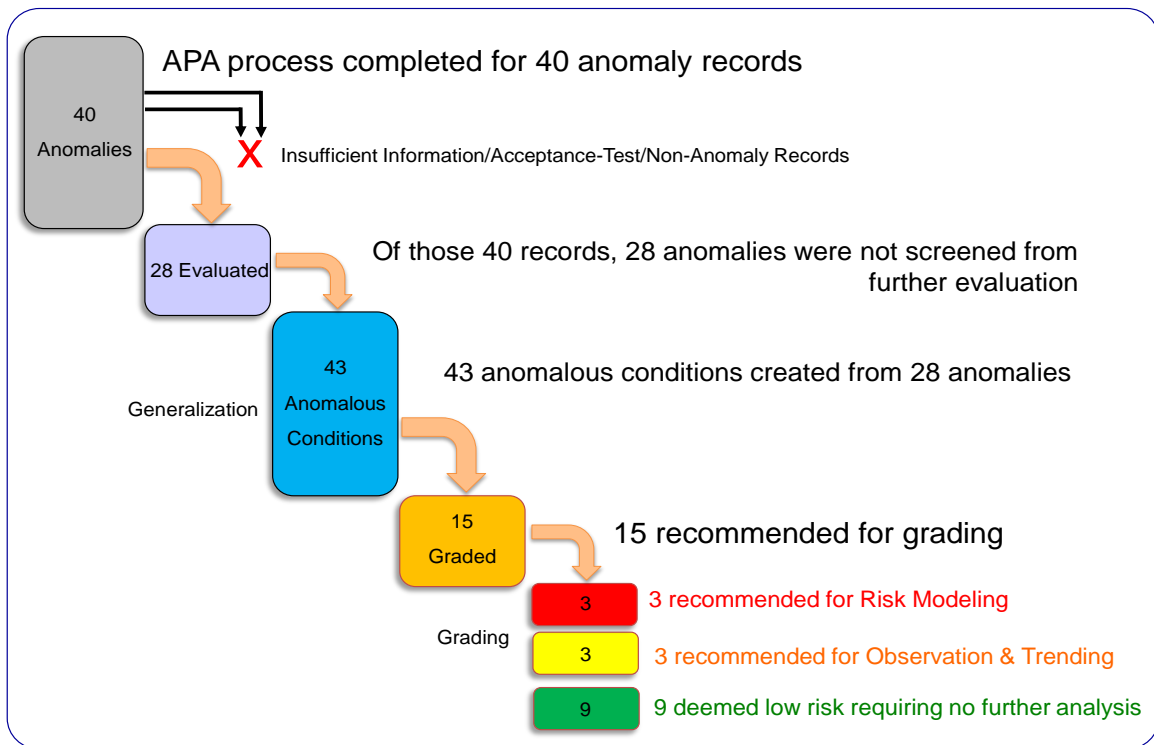 APA process completed for 40 anomaly records
40
Anomalies
Insufficient Information/Acceptance-Test/Non-Anomaly Records
X
28 Evaluated
Of those 40 records, 28 anomalies were not screened from
further evaluation
43
Anomalous
Conditions
43 anomalous conditions created from 28 anomalies
Generalization
15
Graded
15 recommended for grading
3
3 recommended for Risk Modeling
Grading
3
3 recommended for Observation & Trending
9
9 deemed low risk requiring no further analysis